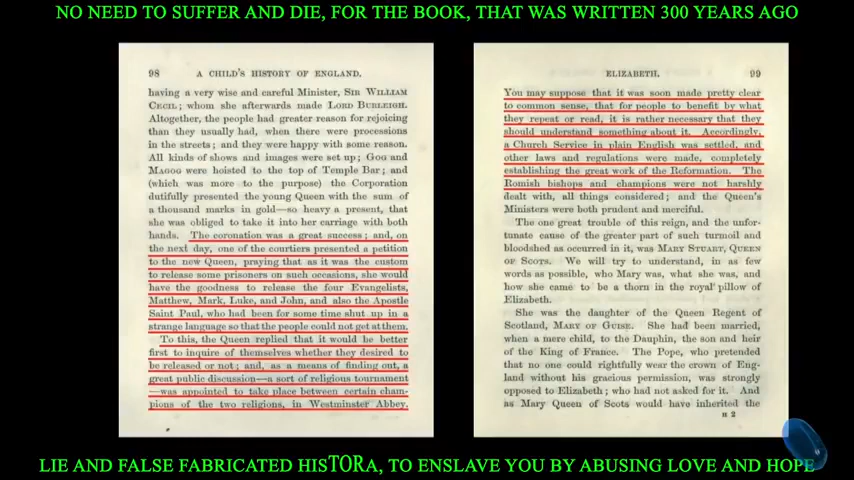 NO NEED TO SUFFER AND DIE, FOR THE BOOK, THAT WAS WRITTEN 300 YEARS AGO
98 A CHILD'S HISTORY OF ENGLAND.
having a very wise and careful Minister, SIR WILLIAM
CECIL; whom she afterwards made LORD BURLEIGH.
Altogether, the people had greater reason for rejoicing
than they usually had, when there were processions
in the streets; and they were happy with some reason.
All kinds of shows and images were set up; GOG and
MAGOG were hoisted to the top of Temple Bar; and
(which was more to the purpose) the Corporation
dutifully presented the young Queen with the sum of
a thousand marks in gold—so heavy a present, that
she was obliged to take it into her carriage with both
hands. The coronation was a great success; and, on
the next day, one of the courtiers presented a petition
to the new Queen, praying that as it was the custom
to release some prisoners on such occasions, she would
have the goodness to release the four Evangelists,
Matthew, Mark, Luke, and John, and also the Apostle
Saint Paul, who had been for some time shut up in a
strange language so that the people could not get at them.
To this, the Queen replied that it would be better
first to inquire of themselves whether they desired to
be released or not; and, as a means of finding out, a
great public discussion—a sort of religious tournament
—was appointed to take place between certain cham-
pions of the two religions, in Westminster Abbey.
ELIZABETH. 99
You may suppose that it was soon made pretty clear
to common sense, that for people to benefit by what
they repeat or read, it is rather necessary that they
should understand something about it. Accordingly,
a Church Service in plain English was settled, and
other laws and regulations were made, completely
establishing the great work of the Reformation. The
Romish bishops and champions were not harshly
dealt with, all things considered; and the Queen's
Ministers were both prudent and merciful.
The one great trouble of this reign, and the unfor-
tunate cause of the greater part of such turmoil and
bloodshed as occurred in it, was MARY STUART, QUEEN
OF SCOTS. We will try to understand, in as few
words as possible, who Mary was, what she was, and
how she came to be a thorn in the royal pillow of
Elizabeth.
She was the daughter of the Queen Regent of
Scotland, MARY OF GUISE. She had been married,
when a mere child, to the Dauphin, the son and heir
of the King of France. The Pope, who pretended
that no one could rightfully wear the crown of Eng-
land without his gracious permission, was strongly
opposed to Elizabeth, who had not asked for it. And
as Mary Queen of Scots would have inherited the
H 2
LIE AND FALSE FABRICATED HISTORa, TO ENSLAVE YOU BY ABUSING LOVE AND HOPE